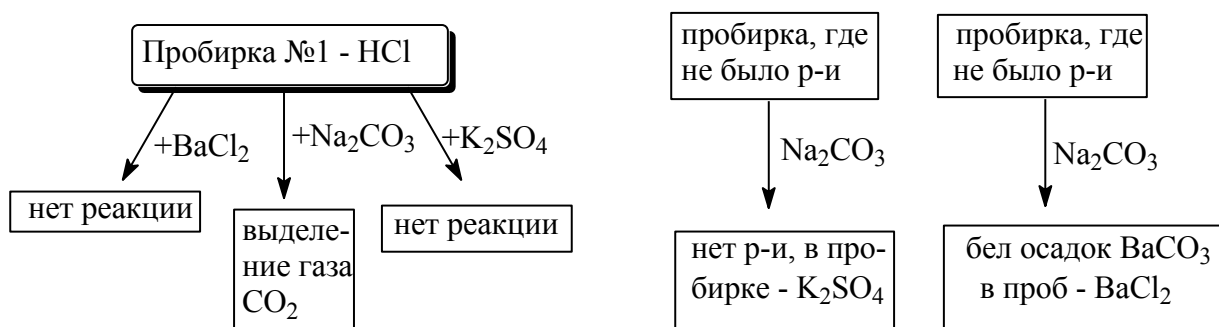 Пробирка №1 - HCl
+BaCl2
+Na2CO3
+K2SO4
нет реакции
выделе-
ние газа
CO2
нет реакции
пробирка, где
не было р-и
Na2CO3
нет р-и, в про-
бирке - K2SO4
пробирка, где
не было р-и
Na2CO3
бел осадок BaCO3
в проб - BaCl2